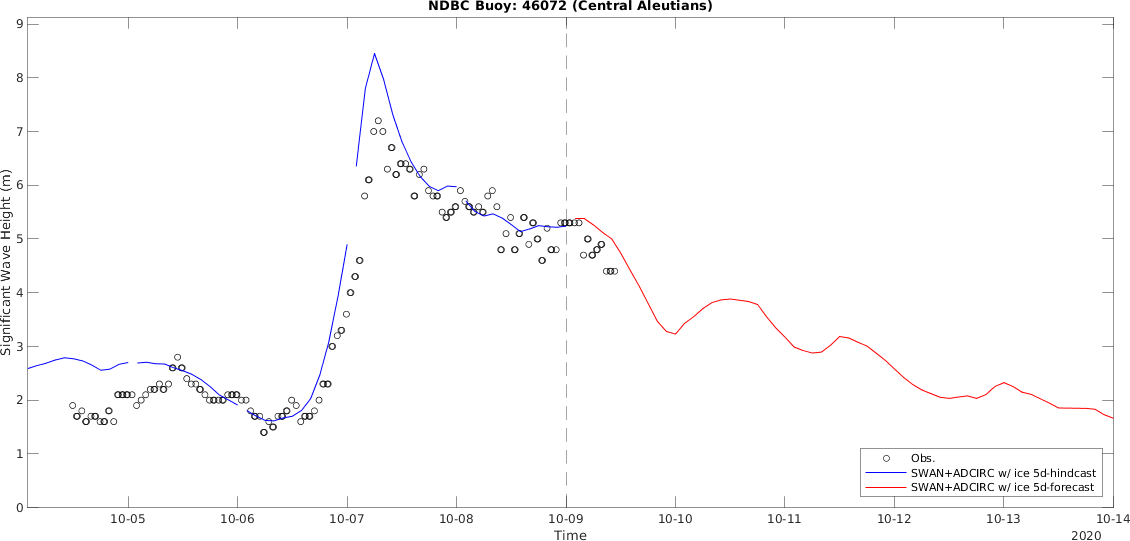 NDBC Buoy: 46072 (Central Aleutians)
9
8
7
6
5
4
3
2
1
0
Significant Wave Height (m)
Obs.
SWAN+ADCIRC w/ ice 5d-hindcast
SWAN+ADCIRC w/ ice 5d-forecast
10-05 10-06 10-07 10-08 10-09 10-10 10-11 10-12 10-13 10-14
Time
2020